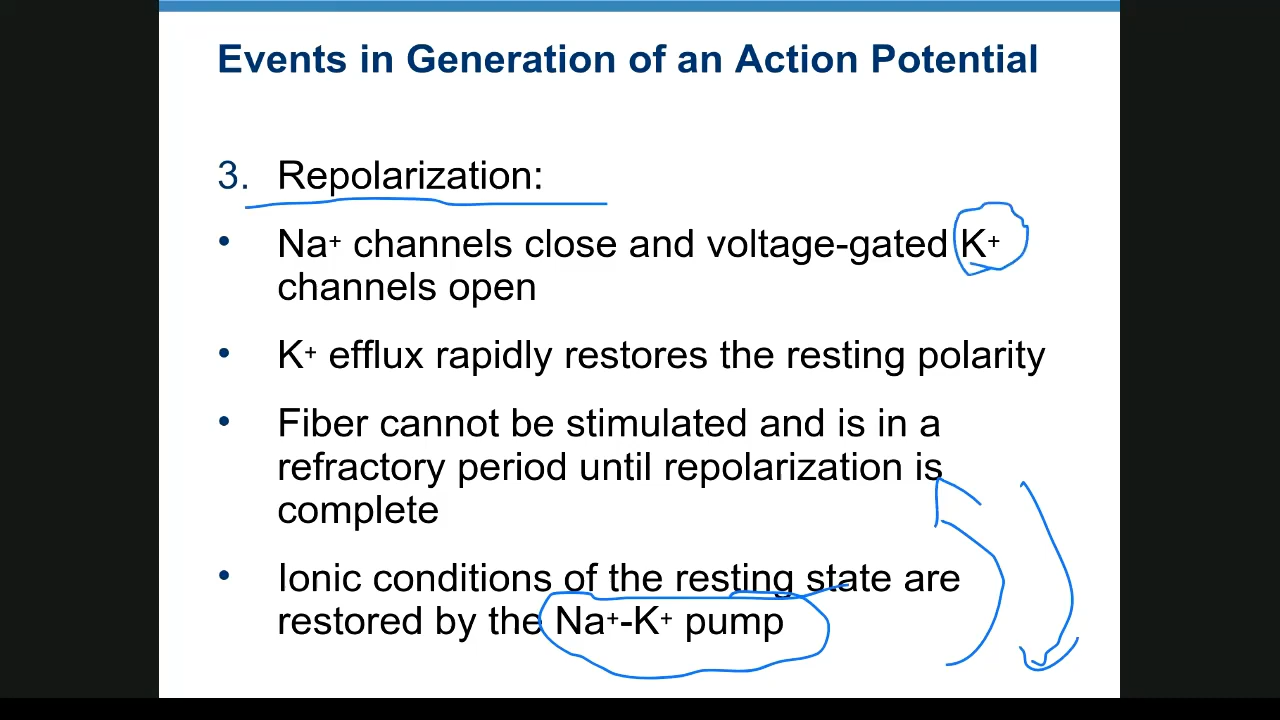 Events in Generation of an Action Potential
3. Repolarization:
• Na⁺ channels close and voltage-gated K⁺
channels open
• K⁺ efflux rapidly restores the resting polarity
• Fiber cannot be stimulated and is in a
refractory period until repolarization is
complete
• Ionic conditions of the resting state are
restored by the Na⁺-K⁺ pump